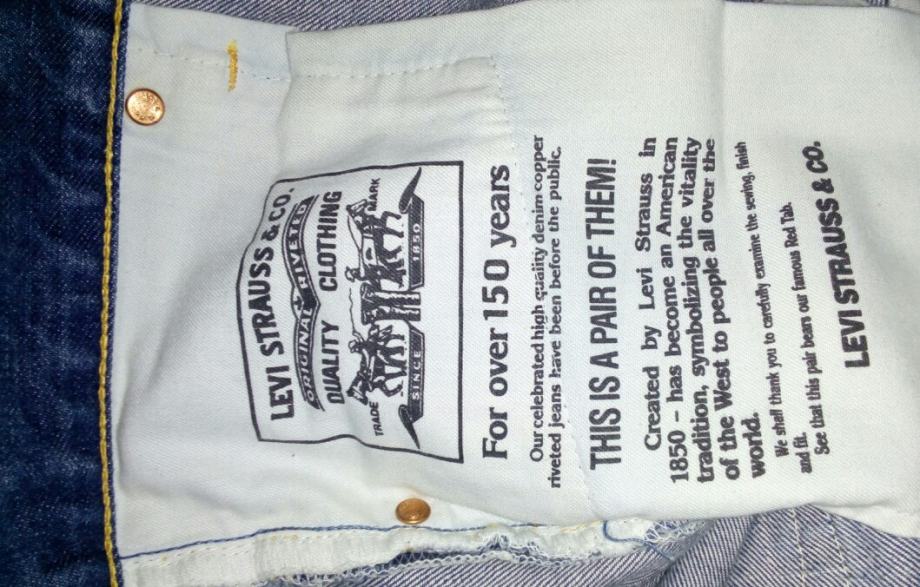 LEVI STRAUSS & CO.
ORIGINAL RIVETED
QUALITY CLOTHING
TRADE MARK
SINCE 1850
For over 150 years
Our celebrated high quality denim copper
riveted jeans have been before the public.
THIS IS A PAIR OF THEM!
Created by Levi Strauss in
1850 - has become an American
tradition, symbolizing the vitality
of the West to people all over the
world.
We shell thank you to carefully examine the sewing, finish
and fit.
See that this pair bears our famous Red Tab.
LEVI STRAUSS & CO.